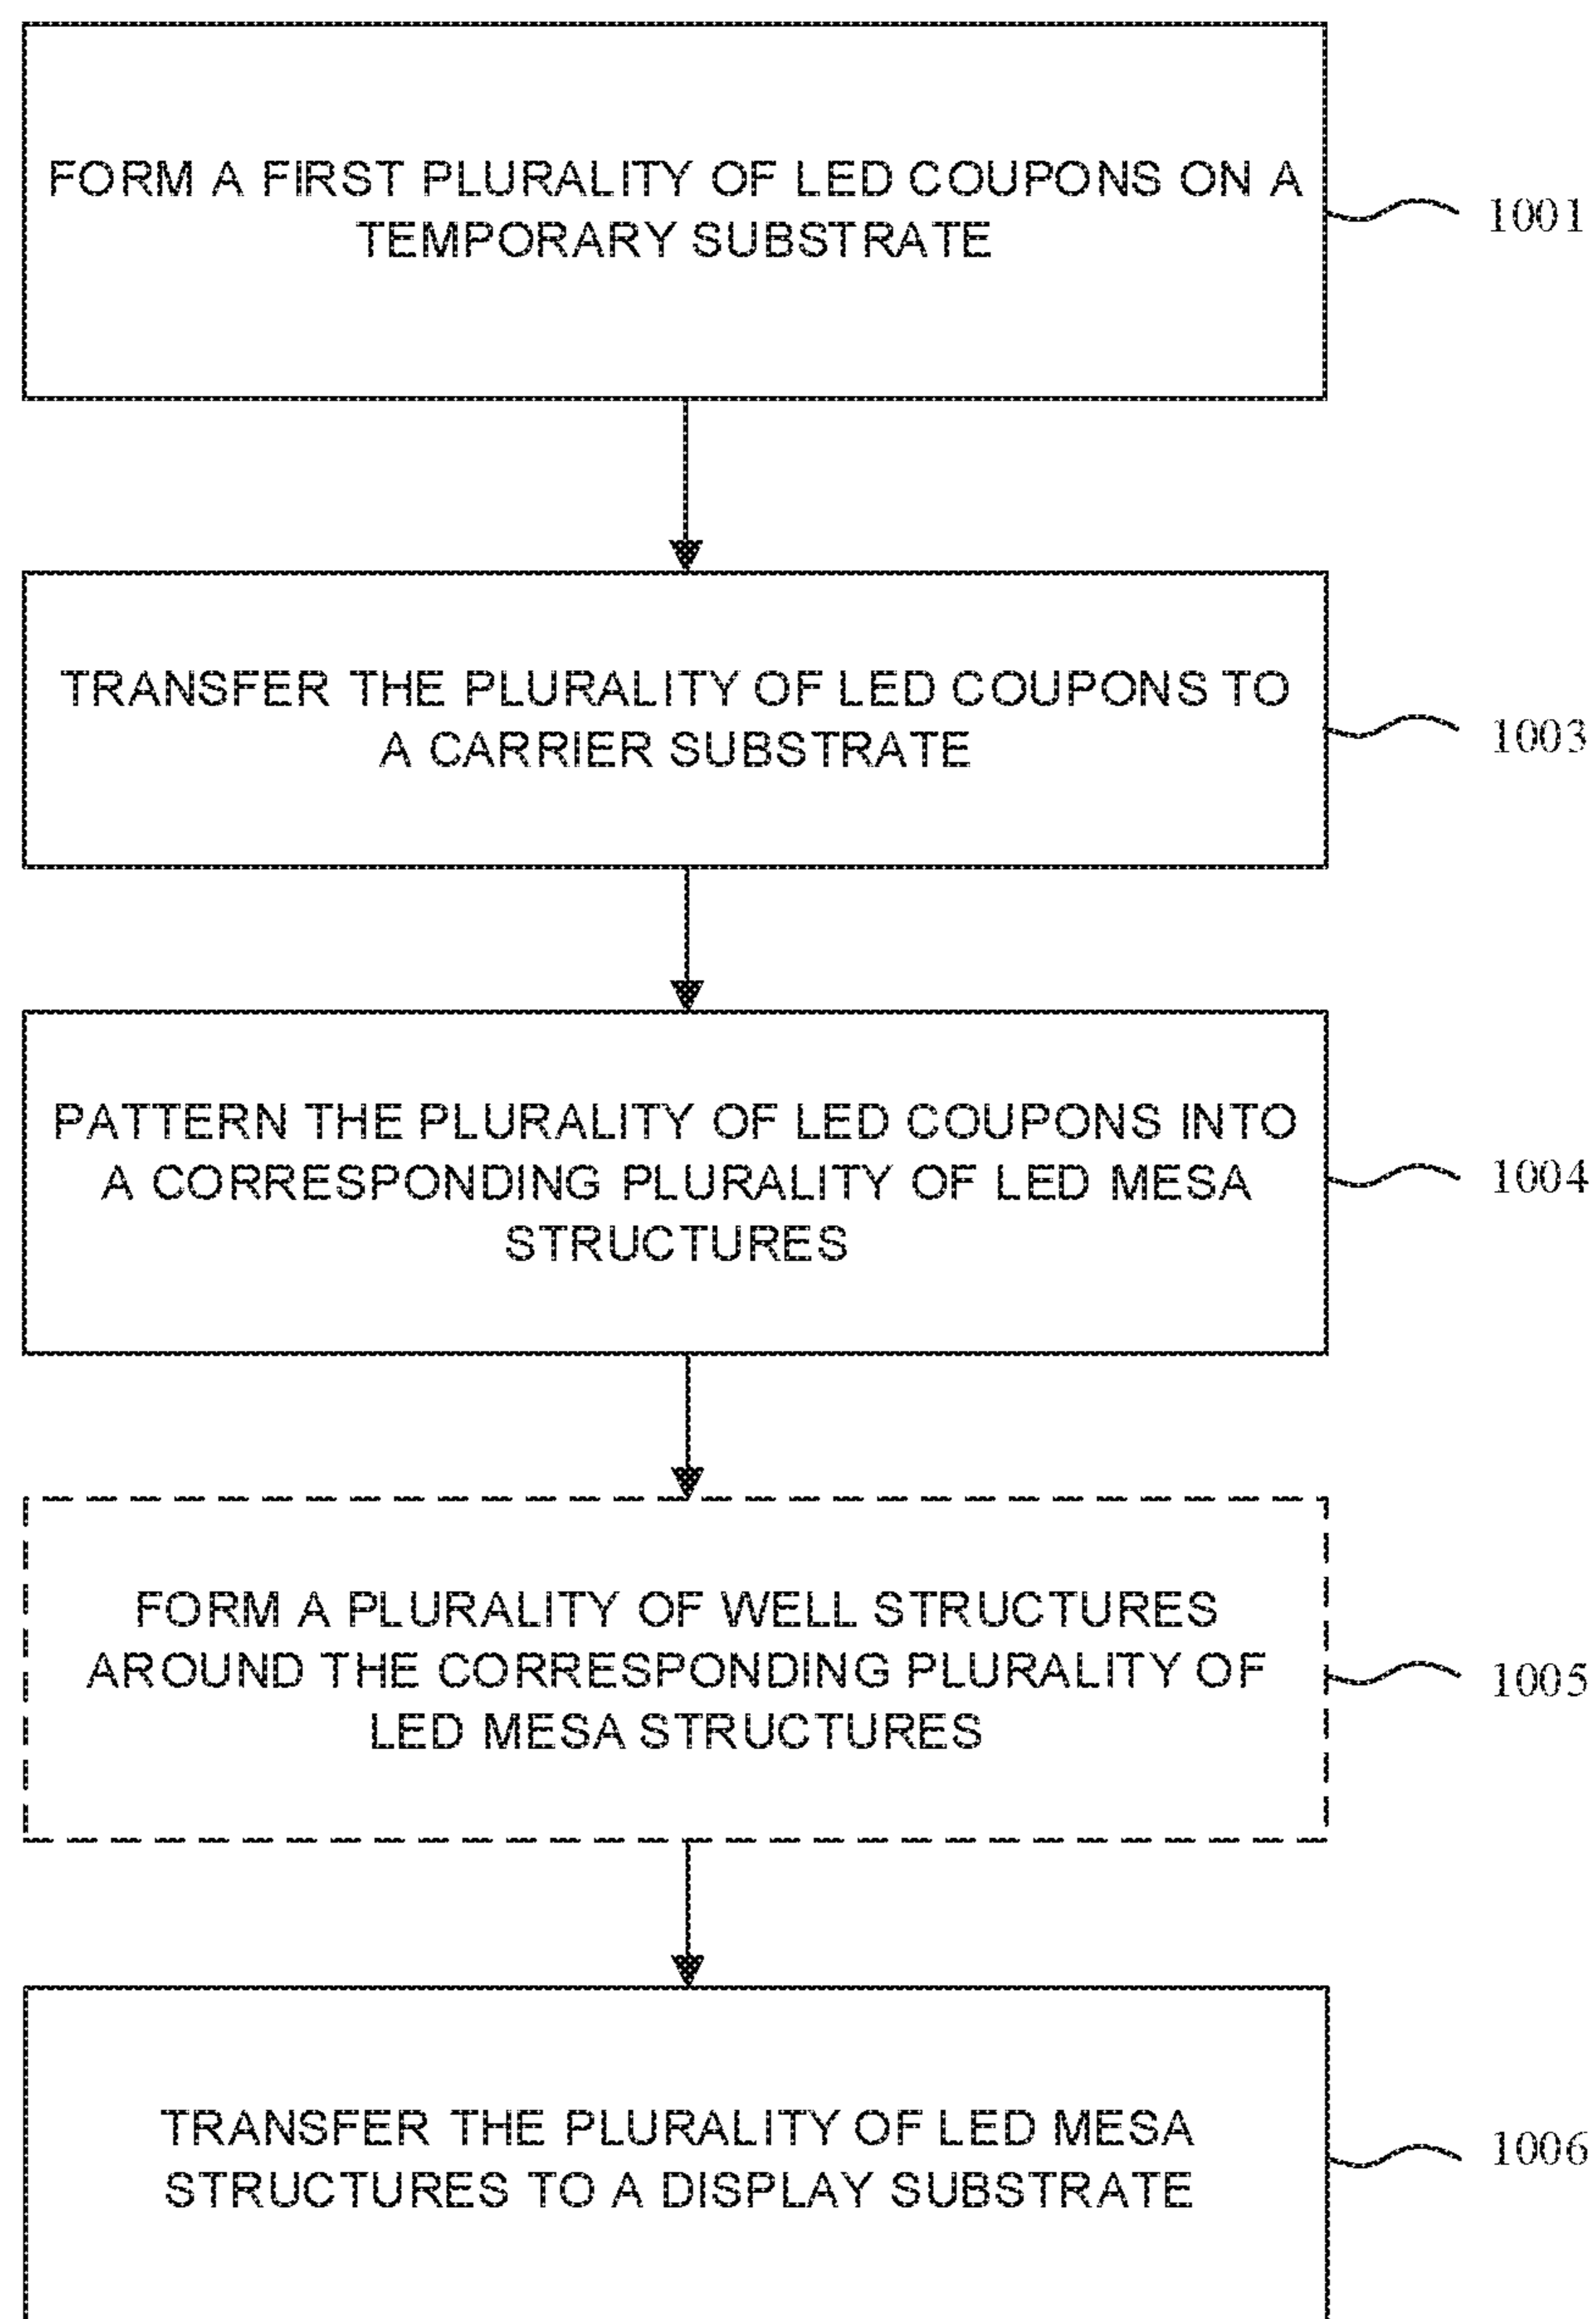 FORM A FIRST PLURALITY OF LED COUPONS ON A
TEMPORARY SUBSTRATE
1001
TRANSFER THE PLURALITY OF LED COUPONS TO
A CARRIER SUBSTRATE
1003
PATTERN THE PLURALITY OF LED COUPONS INTO
A CORRESPONDING PLURALITY OF LED MESA
STRUCTURES
1004
FORM A PLURALITY OF WELL STRUCTURES
AROUND THE CORRESPONDING PLURALITY OF
LED MESA STRUCTURES
1005
TRANSFER THE PLURALITY OF LED MESA
STRUCTURES TO A DISPLAY SUBSTRATE
1006